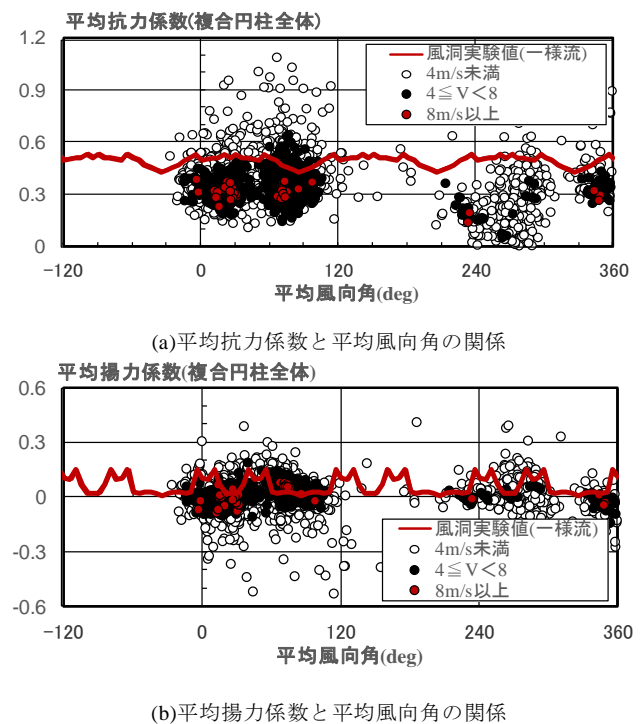 平均抗力係数(複合円柱全体)
1.2
0.9
0.6
0.3
0
風洞実験値(一様流)
4m/s未満
4≦V<8
8m/s以上
-120 0 120 240 360
平均風向角(deg)
(a)平均抗力係数と平均風向角の関係
平均揚力係数(複合円柱全体)
0.6
0.3
0
-0.3
-0.6
風洞実験値(一様流)
4m/s未満
4≦V<8
8m/s以上
-120 0 120 240 360
平均風向角(deg)
(b)平均揚力係数と平均風向角の関係